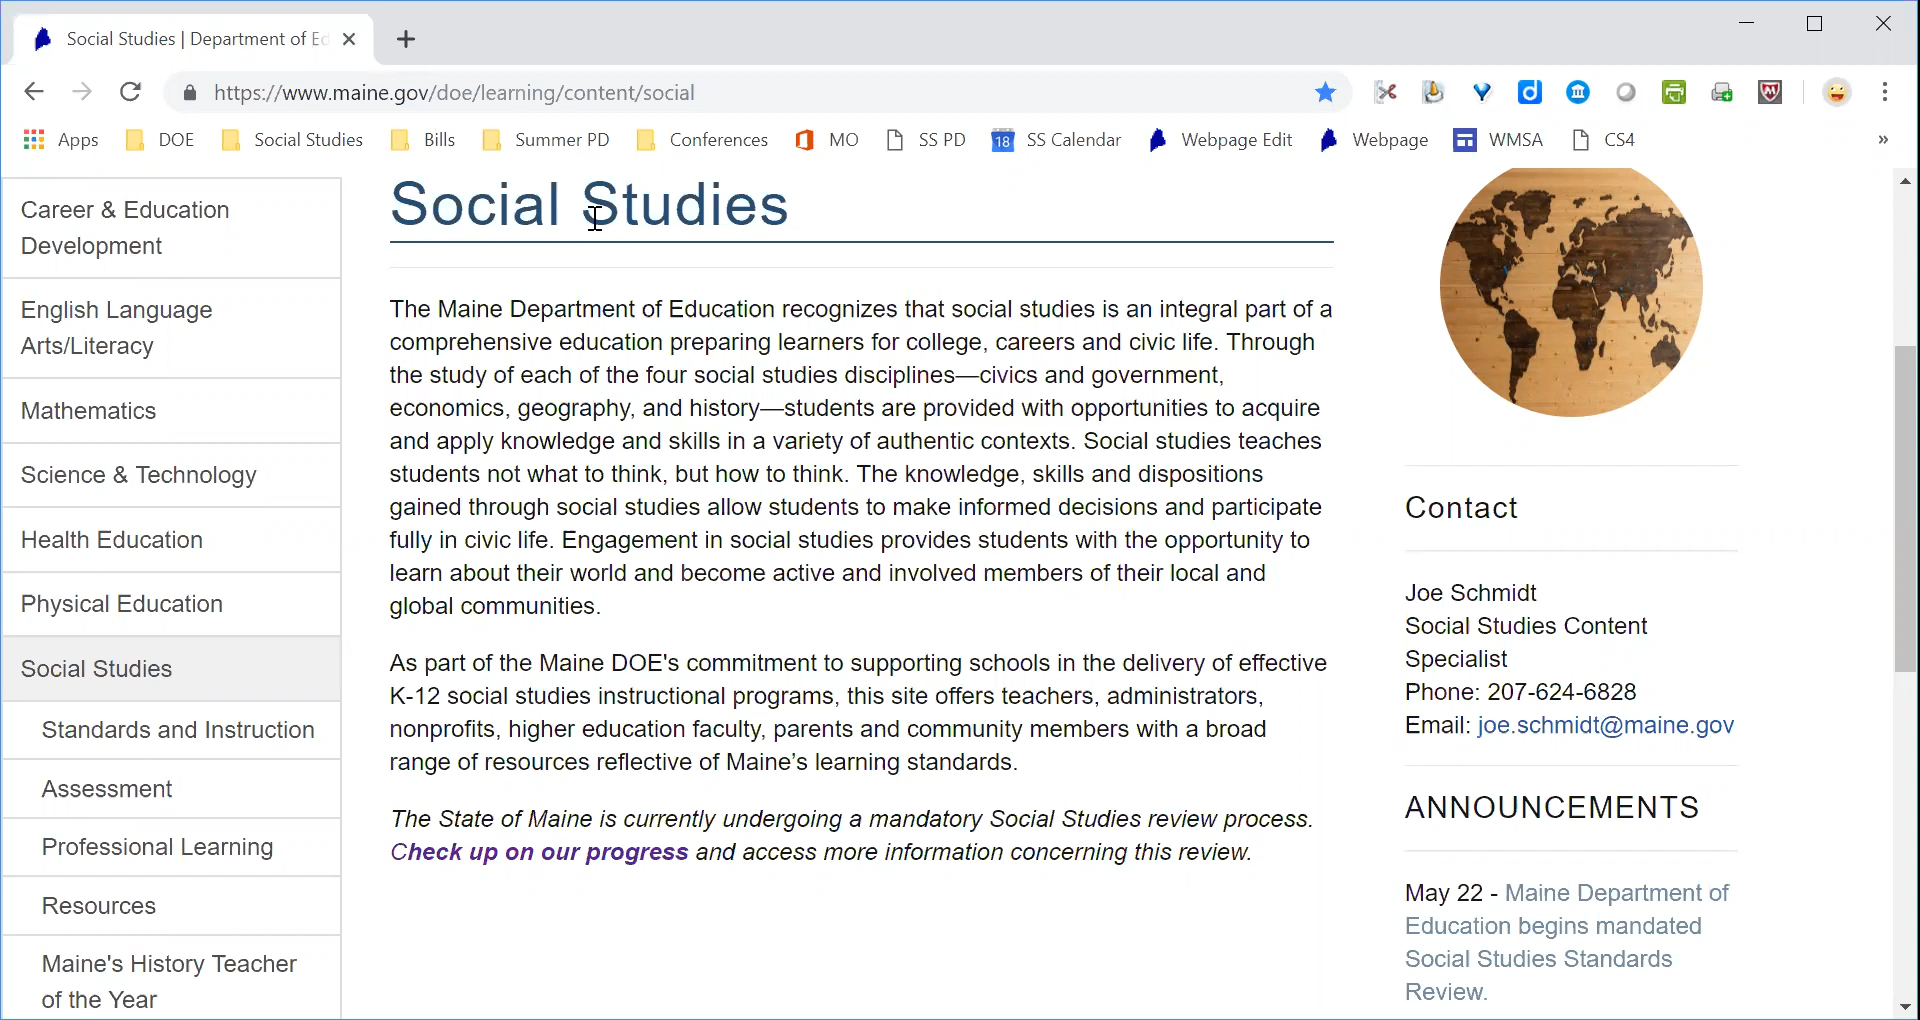 Social Studies | Department of Ed
https://www.maine.gov/doe/learning/content/social
Apps DOE Social Studies Bills Summer PD Conferences MO SS PD 18 SS Calendar Webpage Edit Webpage WMSA CS4 »
Career & Education
Development
English Language
Arts/Literacy
Mathematics
Science & Technology
Health Education
Physical Education
Social Studies
Standards and Instruction
Assessment
Professional Learning
Resources
Maine's History Teacher
of the Year
Social Studies
The Maine Department of Education recognizes that social studies is an integral part of a
comprehensive education preparing learners for college, careers and civic life. Through
the study of each of the four social studies disciplines—civics and government,
economics, geography, and history—students are provided with opportunities to acquire
and apply knowledge and skills in a variety of authentic contexts. Social studies teaches
students not what to think, but how to think. The knowledge, skills and dispositions
gained through social studies allow students to make informed decisions and participate
fully in civic life. Engagement in social studies provides students with the opportunity to
learn about their world and become active and involved members of their local and
global communities.
As part of the Maine DOE's commitment to supporting schools in the delivery of effective
K-12 social studies instructional programs, this site offers teachers, administrators,
nonprofits, higher education faculty, parents and community members with a broad
range of resources reflective of Maine’s learning standards.
The State of Maine is currently undergoing a mandatory Social Studies review process.
Check up on our progress and access more information concerning this review.
Contact
Joe Schmidt
Social Studies Content
Specialist
Phone: 207-624-6828
Email: joe.schmidt@maine.gov
ANNOUNCEMENTS
May 22 - Maine Department of
Education begins mandated
Social Studies Standards
Review.